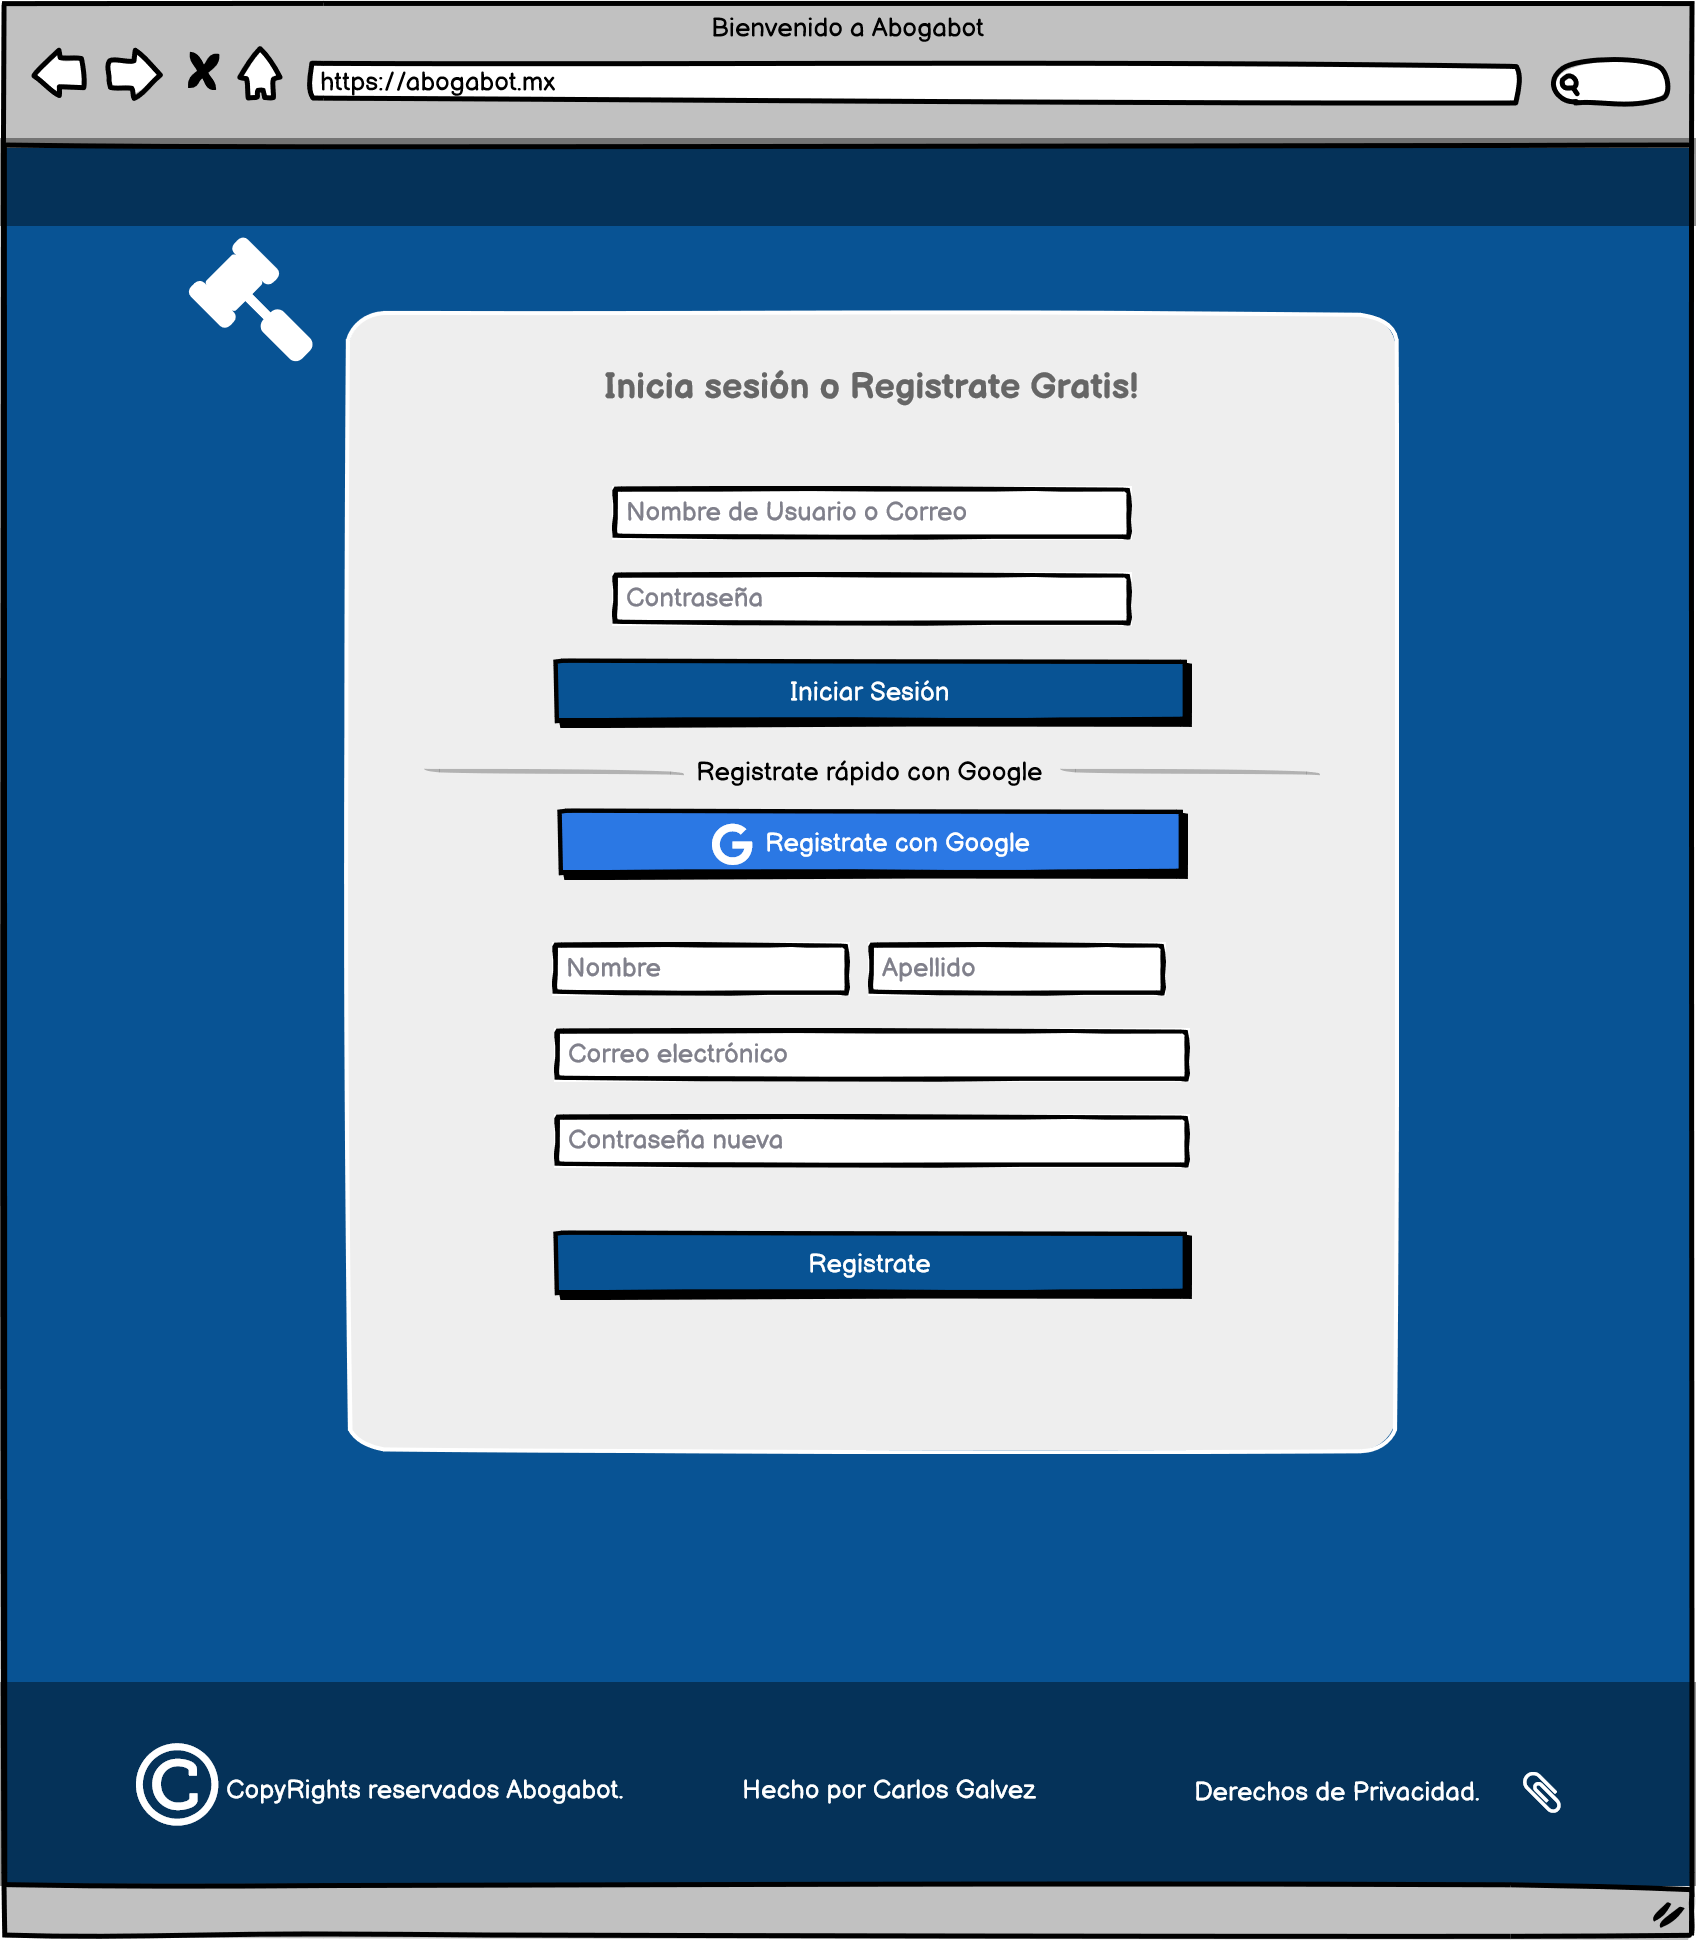 Bienvenido a Abogabot
https://abogabot.mx
Inicia sesión o Registrate Gratis!
Nombre de Usuario o Correo
Contraseña
Iniciar Sesión
Registrate rápido con Google
G Registrate con Google
Nombre Apellido
Correo electrónico
Contraseña nueva
Registrate
© CopyRights reservados Abogabot. Hecho por Carlos Galvez Derechos de Privacidad.